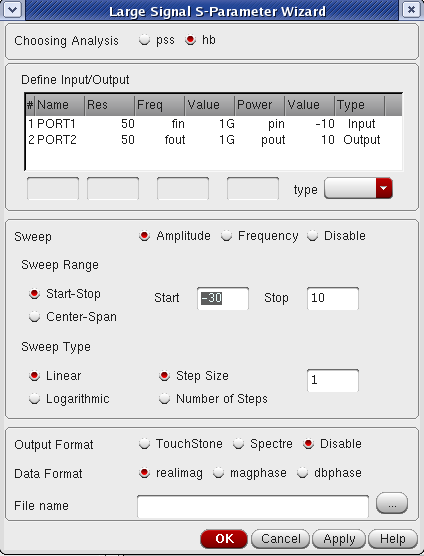 Large Signal S-Parameter Wizard
Choosing Analysis pss hb
Define Input/Output
# Name Res Freq Value Power Value Type
1 PORT1 50 fin 1G pin -10 Input
2 PORT2 50 fout 1G pout 10 Output
type
Sweep Amplitude Frequency Disable
Sweep Range
Start-Stop Start -30 Stop 10
Center-Span
Sweep Type
Linear Step Size 1
Logarithmic Number of Steps
Output Format TouchStone Spectre Disable
Data Format realimag magphase dbphase
File name ...
OK Cancel Apply Help